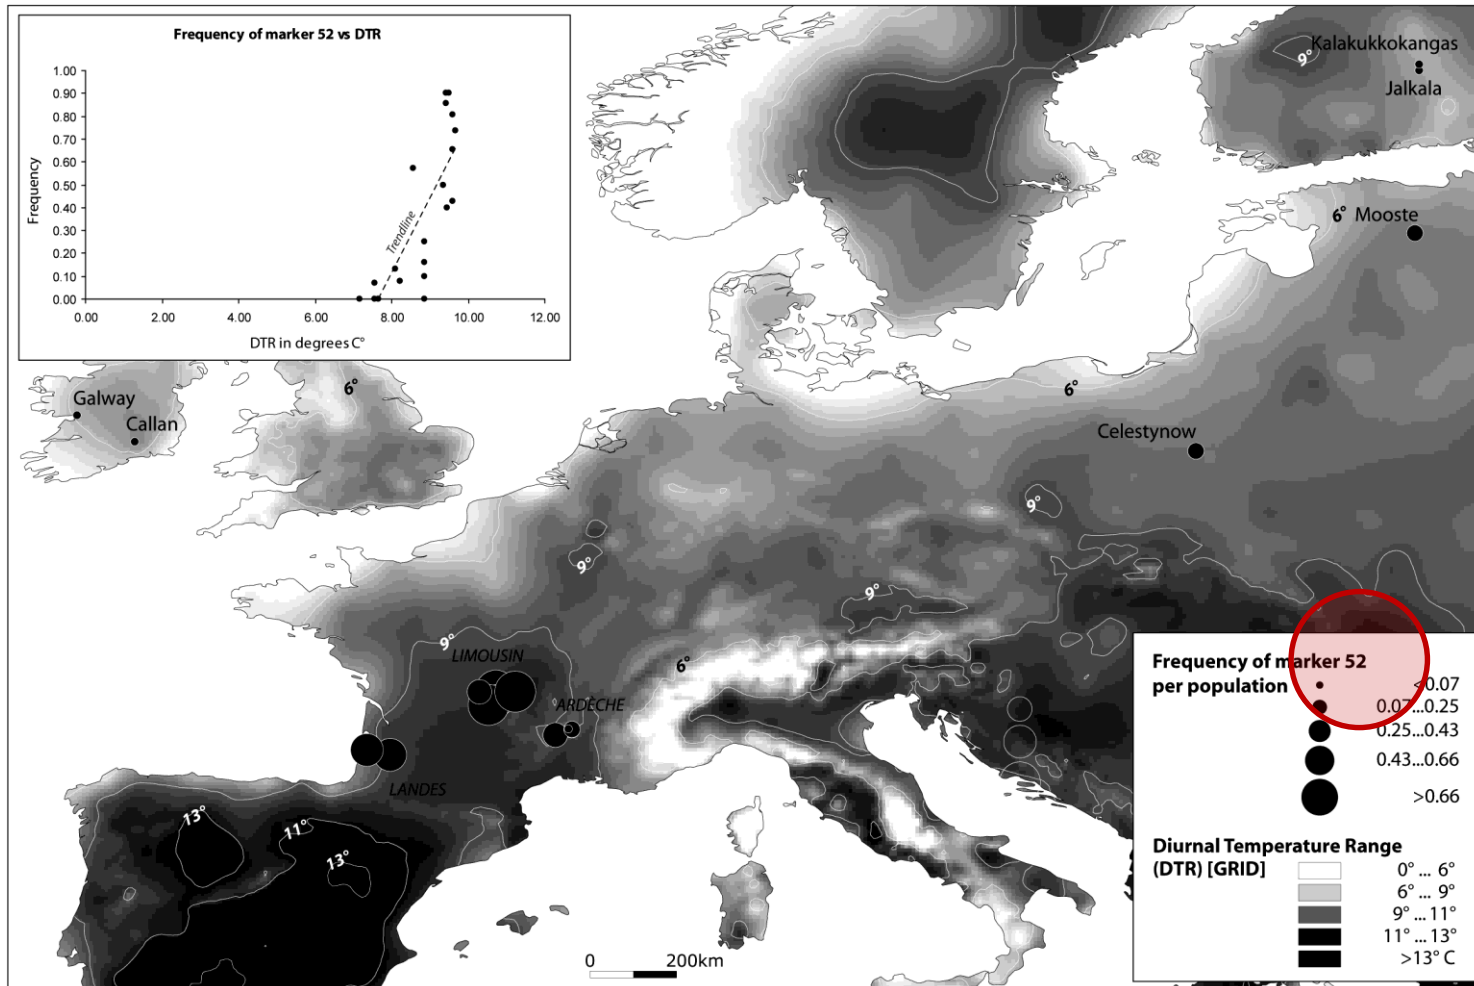 Frequency of marker 52 vs DTR
Frequency
1.00
0.90
0.80
0.70
0.60
0.50
0.40
0.30
0.20
0.10
0.00
Trendline
0.00 2.00 4.00 6.00 8.00 10.00 12.00
DTR in degrees C°
Kalakukkokangas
9°
Jalkala
6° Mooste
6°
6°
Galway
Callan
Celestynow
9°
9°
9°
9°
LIMOUSIN
6°
ARDÈCHE
LANDES
13°
11°
13°
0 200km
Frequency of marker 52
per population
<0.07
0.07...0.25
0.25...0.43
0.43...0.66
>0.66
Diurnal Temperature Range
(DTR) [GRID]
0° ... 6°
6° ... 9°
9° ... 11°
11° ... 13°
>13° C